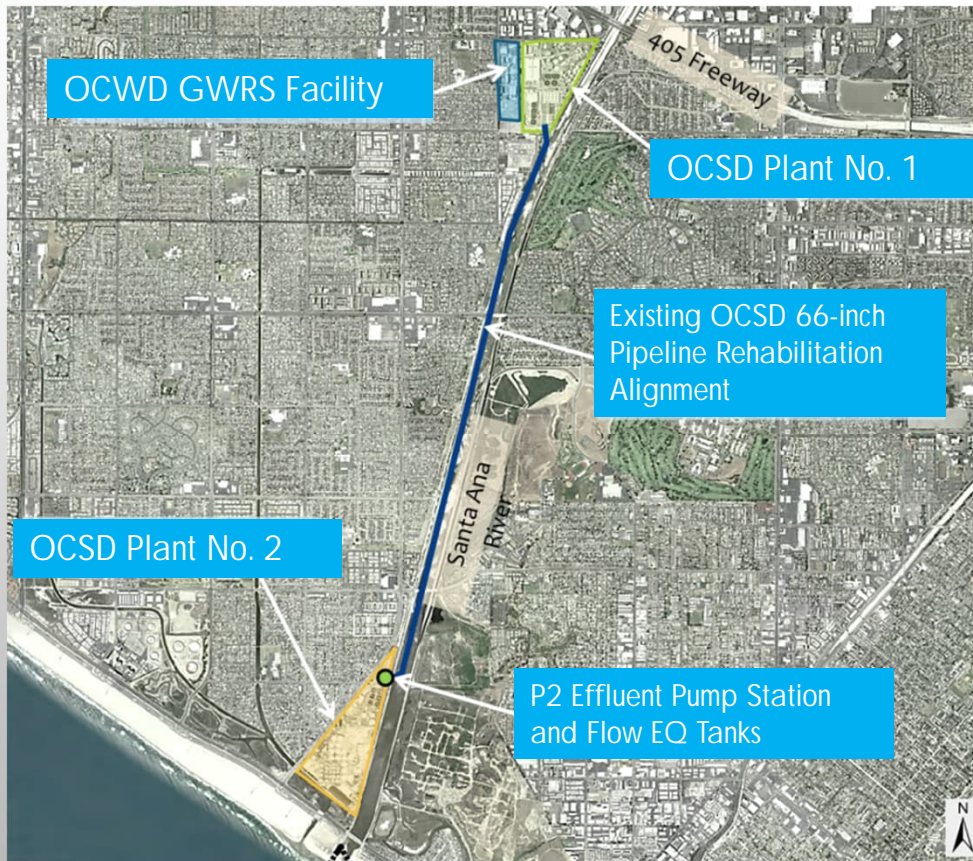 OCWD GWRS Facility
405 Freeway
OCSD Plant No. 1
Existing OCSD 66-inch
Pipeline Rehabilitation
Alignment
Santa Ana
River
OCSD Plant No. 2
P2 Effluent Pump Station
and Flow EQ Tanks
N